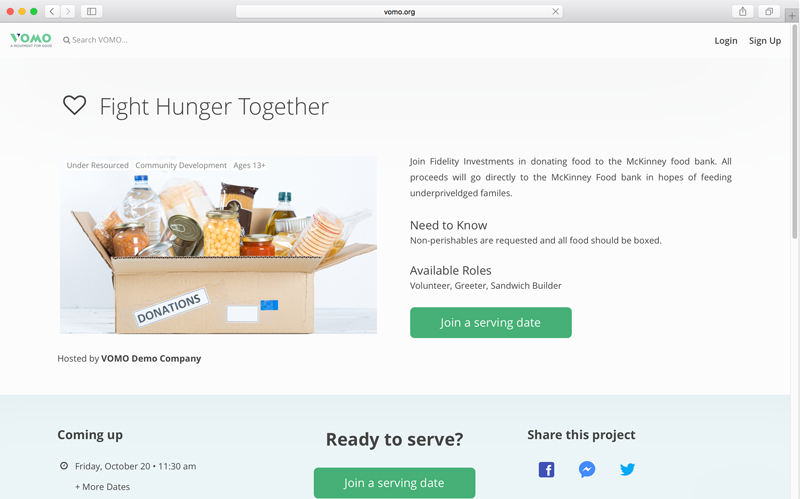 vomo.org
VOMO
A MOVEMENT FOR GOOD
Search VOMO...
Login
Sign Up
Fight Hunger Together
Under Resourced
Community Development
Ages 13+
DONATIONS
Hosted by VOMO Demo Company
Join Fidelity Investments in donating food to the McKinney food bank. All
proceeds will go directly to the McKinney Food bank in hopes of feeding
underpriveldged familes.
Need to Know
Non-perishables are requested and all food should be boxed.
Available Roles
Volunteer, Greeter, Sandwich Builder
Join a serving date
Coming up
Friday, October 20 • 11:30 am
+ More Dates
Ready to serve?
Join a serving date
Share this project